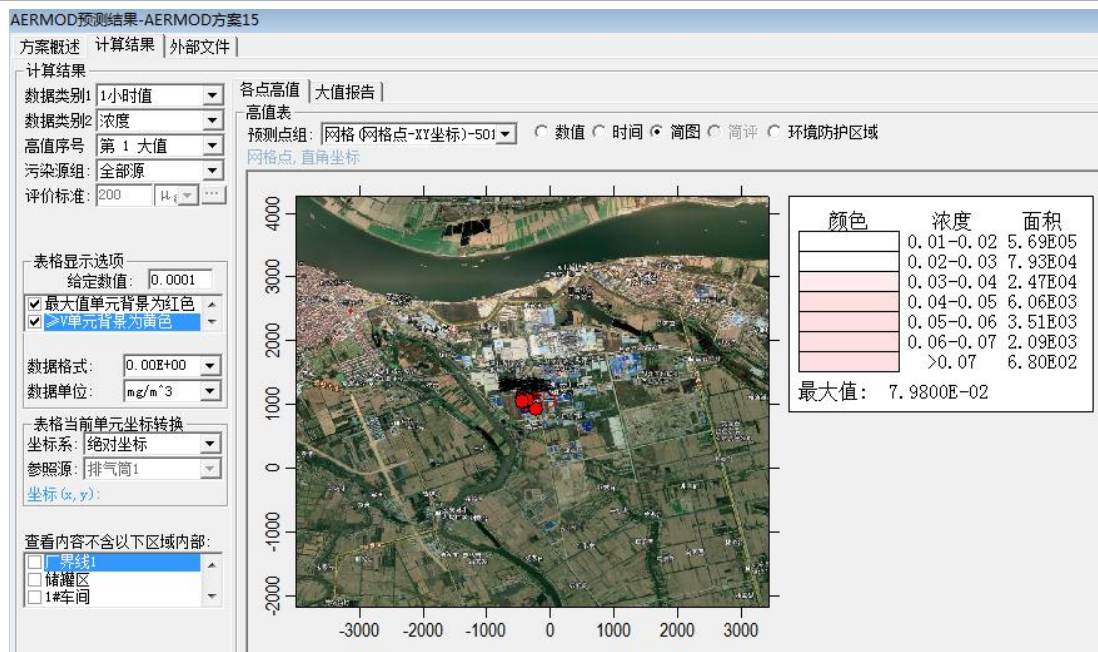 AERMOD预测结果-AERMOD方案15
方案概述 计算结果 外部文件
计算结果
数据类别1 1小时值
数据类别2 浓度
高值序号 第 1 大值
污染源组: 全部源
评价标准: 200
表格显示选项
给定数值: 0.0001
最大值单元背景为红色
≥V单元背景为黄色
数据格式: 0.00E+00
数据单位: mg/m^3
表格当前单元坐标转换
坐标系: 绝对坐标
参照源: 排气筒1
坐标(x,y):
查看内容不含以下区域内部:
厂界线1
储罐区
1#车间
各点高值 大值报告
高值表
预测点组: 网格(网格点-XY坐标)-501 数值 时间 简图 简评 环境防护区域
网格点,直角坐标
4000
3000
2000
1000
0
-1000
-2000
-3000 -2000 -1000 0 1000 2000 3000
颜色 浓度 面积
0.01-0.02 5.69E05
0.02-0.03 7.93E04
0.03-0.04 2.47E04
0.04-0.05 6.06E03
0.05-0.06 3.51E03
0.06-0.07 2.09E03
>0.07 6.80E02
最大值: 7.9800E-02